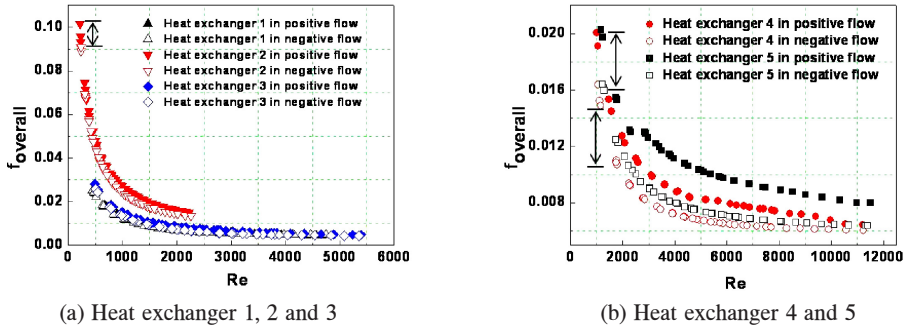 0.10
0.08
0.06
0.04
0.02
0.00
f overall
0 1000 2000 3000 4000 5000 6000
Re
Heat exchanger 1 in positive flow
Heat exchanger 1 in negative flow
Heat exchanger 2 in positive flow
Heat exchanger 2 in negative flow
Heat exchanger 3 in positive flow
Heat exchanger 3 in negative flow
(a) Heat exchanger 1, 2 and 3
0.020
0.016
0.012
0.008
f overall
0 2000 4000 6000 8000 10000 12000
Re
Heat exchanger 4 in positive flow
Heat exchanger 4 in negative flow
Heat exchanger 5 in positive flow
Heat exchanger 5 in negative flow
(b) Heat exchanger 4 and 5